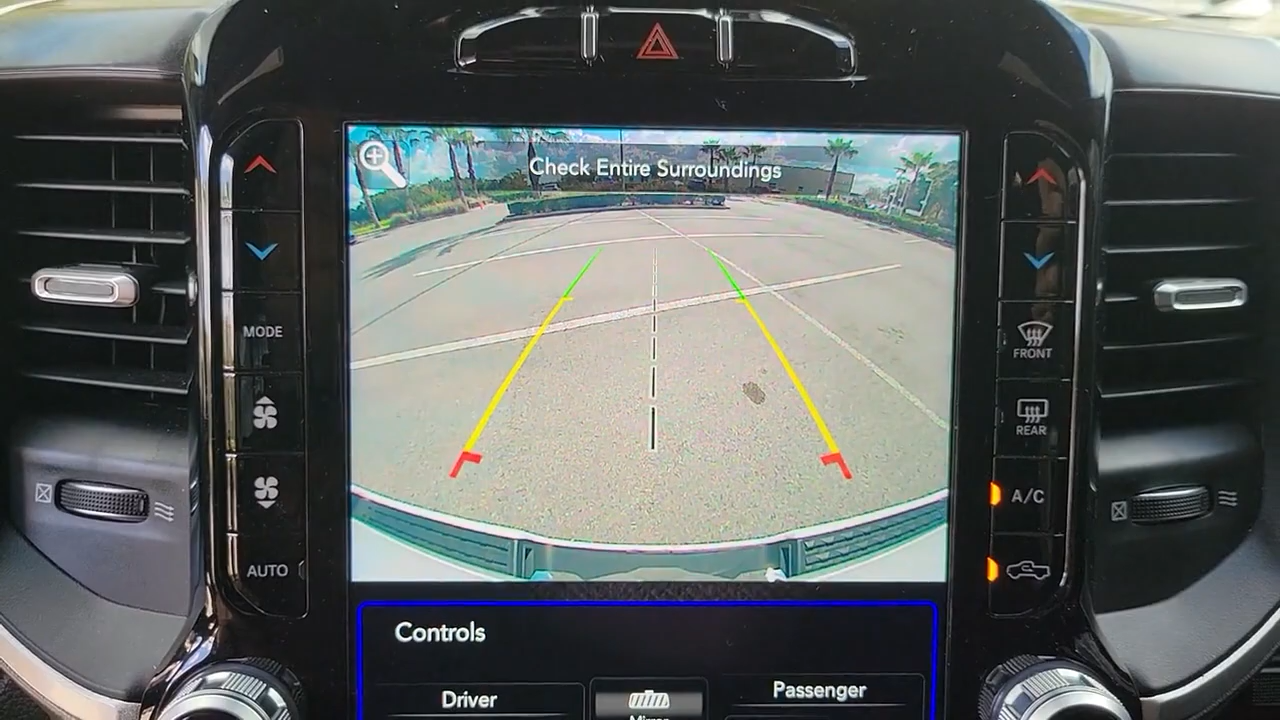 Check Entire Surroundings
MODE
AUTO
FRONT
REAR
A/C
Controls
Driver
Mirror
Passenger